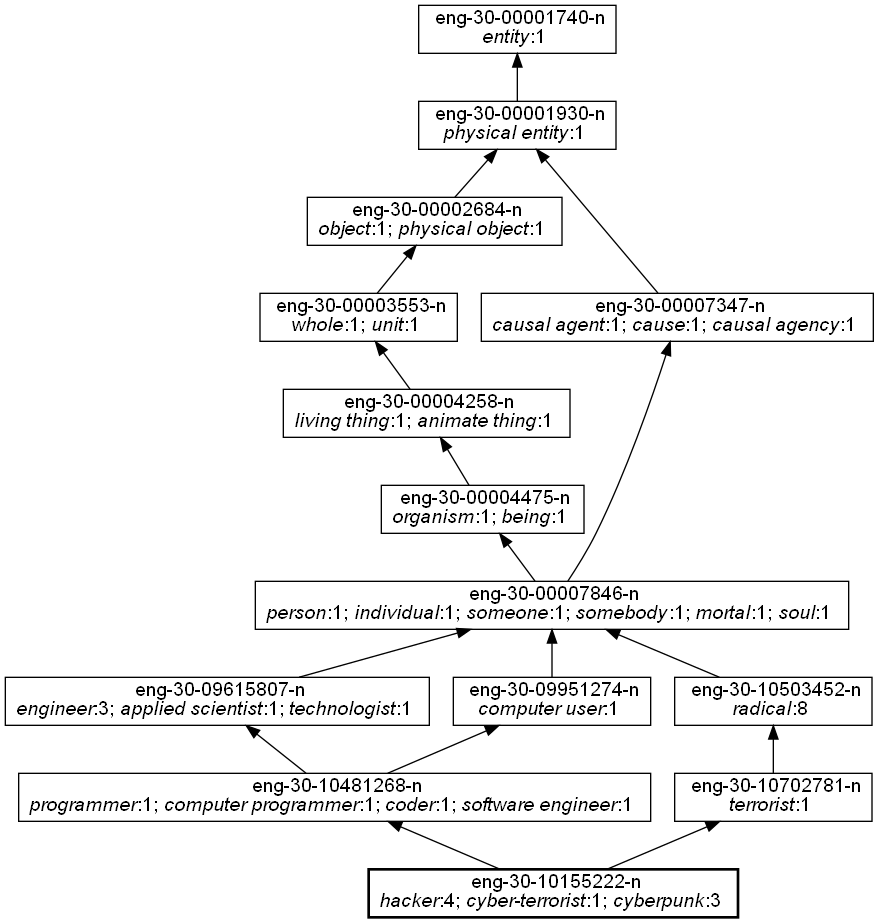 eng-30-00001740-n
entity:1
eng-30-00001930-n
physical entity:1
eng-30-00002684-n
object:1; physical object:1
eng-30-00003553-n
whole:1; unit:1
eng-30-00007347-n
causal agent:1; cause:1; causal agency:1
eng-30-00004258-n
living thing:1; animate thing:1
eng-30-00004475-n
organism:1; being:1
eng-30-00007846-n
person:1; individual:1; someone:1; somebody:1; mortal:1; soul:1
eng-30-09615807-n
engineer:3; applied scientist:1; technologist:1
eng-30-09951274-n
computer user:1
eng-30-10503452-n
radical:8
eng-30-10481268-n
programmer:1; computer programmer:1; coder:1; software engineer:1
eng-30-10702781-n
terrorist:1
eng-30-10155222-n
hacker:4; cyber-terrorist:1; cyberpunk:3